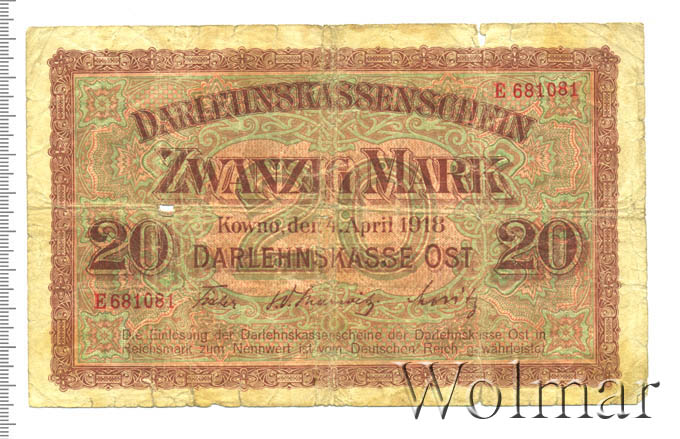 E 681081
DARLEHNSKASSENSCHEIN
ZWANZIG MARK
Kowno, den 4. April 1918
20 DARLEHNSKASSE OST 20
E 681081
Die Einlösung der Darlehnskassenscheine der Darlehnskasse Ost in
Reichsmark zum Nennwert ist vom Deutschen Reich gewährleistet
Wolmar